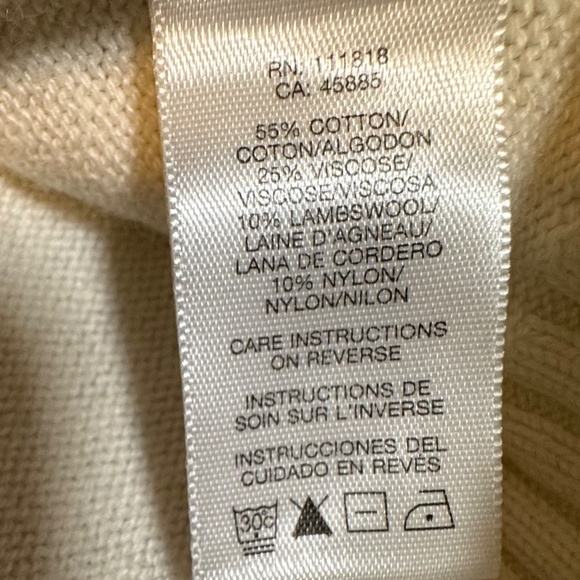 RN: 111818
CA: 45885
55% COTTON/
COTON/ALGODON
25% VISCOSE/
VISCOSE/VISCOSA
10% LAMBSWOOL/
LAINE D'AGNEAU/
LANA DE CORDERO
10% NYLON/
NYLON/NILON
CARE INSTRUCTIONS
ON REVERSE
INSTRUCTIONS DE
SOIN SUR L'INVERSE
INSTRUCCIONES DEL
CUIDADO EN REVÉS
30c